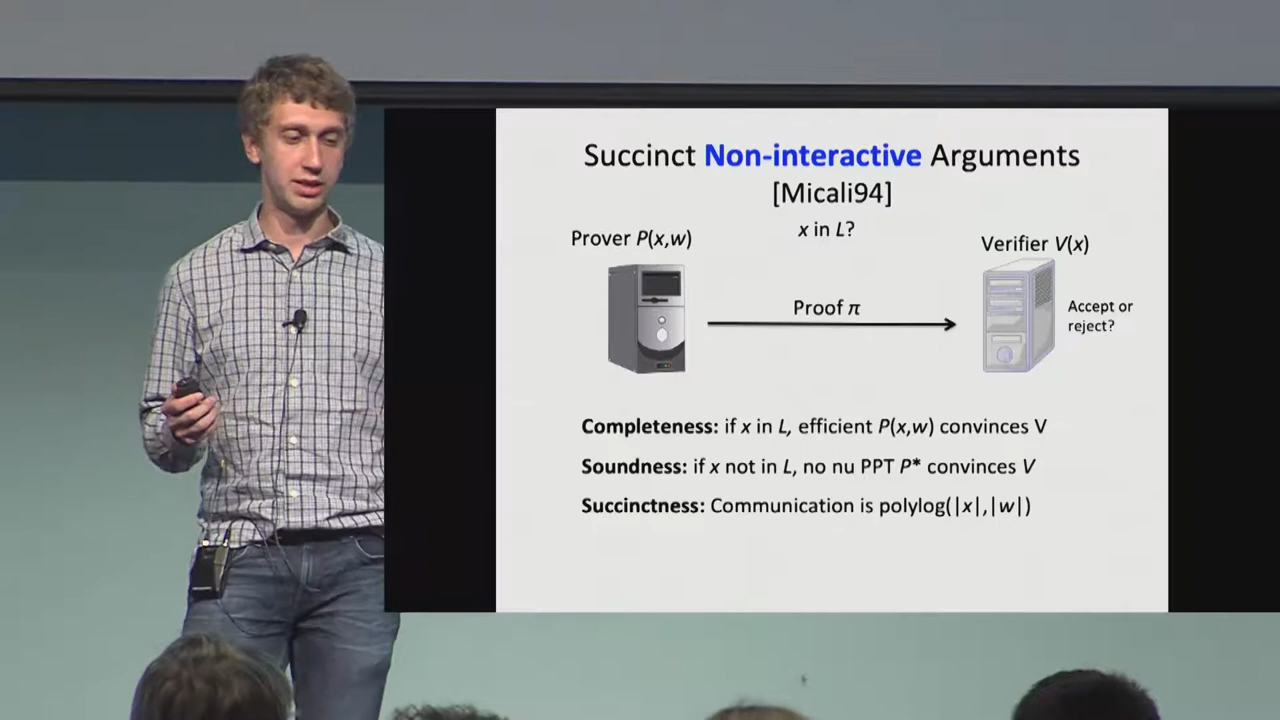 Succinct Non-interactive Arguments
[Micali94]
x in L?
Prover P(x,w)
Verifier V(x)
Proof π
Accept or
reject?
Completeness: if x in L, efficient P(x,w) convinces V
Soundness: if x not in L, no nu PPT P* convinces V
Succinctness: Communication is polylog(|x|,|w|)